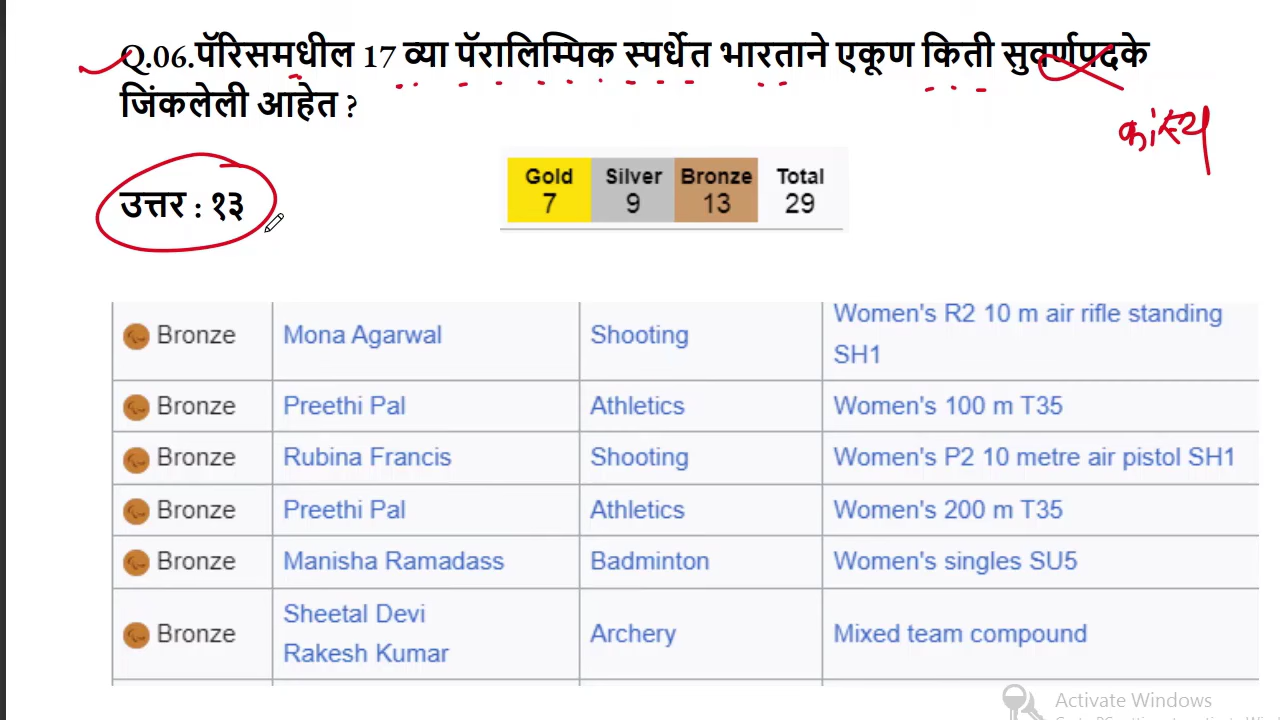 Q.06.पॅरिसमधील 17 व्या पॅरालिम्पिक स्पर्धेत भारताने एकूण किती सुवर्णपदके
जिंकलेली आहेत ?
कांस्य
उत्तर : १३
Gold Silver Bronze Total
7 9 13 29
Bronze Mona Agarwal Shooting Women's R2 10 m air rifle standing
SH1
Bronze Preethi Pal Athletics Women's 100 m T35
Bronze Rubina Francis Shooting Women's P2 10 metre air pistol SH1
Bronze Preethi Pal Athletics Women's 200 m T35
Bronze Manisha Ramadass Badminton Women's singles SU5
Bronze Sheetal Devi
Rakesh Kumar Archery Mixed team compound
Activate Windows